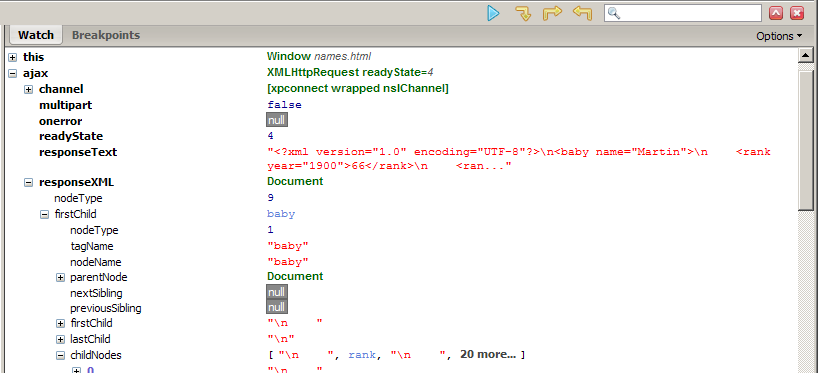 Watch Breakpoints
Options
this Window names.html
ajax XMLHttpRequest readyState=4
channel [xpconnect wrapped nsIChannel]
multipart false
onerror null
readyState 4
responseText "<?xml version="1.0" encoding="UTF-8"?>\n<baby name="Martin">\n    <rank
year="1900">66</rank>\n    <ran..."
responseXML Document
nodeType 9
firstChild baby
nodeType 1
tagName "baby"
nodeName "baby"
parentNode Document
nextSibling null
previousSibling null
firstChild "\n    "
lastChild "\n"
childNodes [ "\n    ", rank, "\n    ", 20 more... ]
0 "\n    "